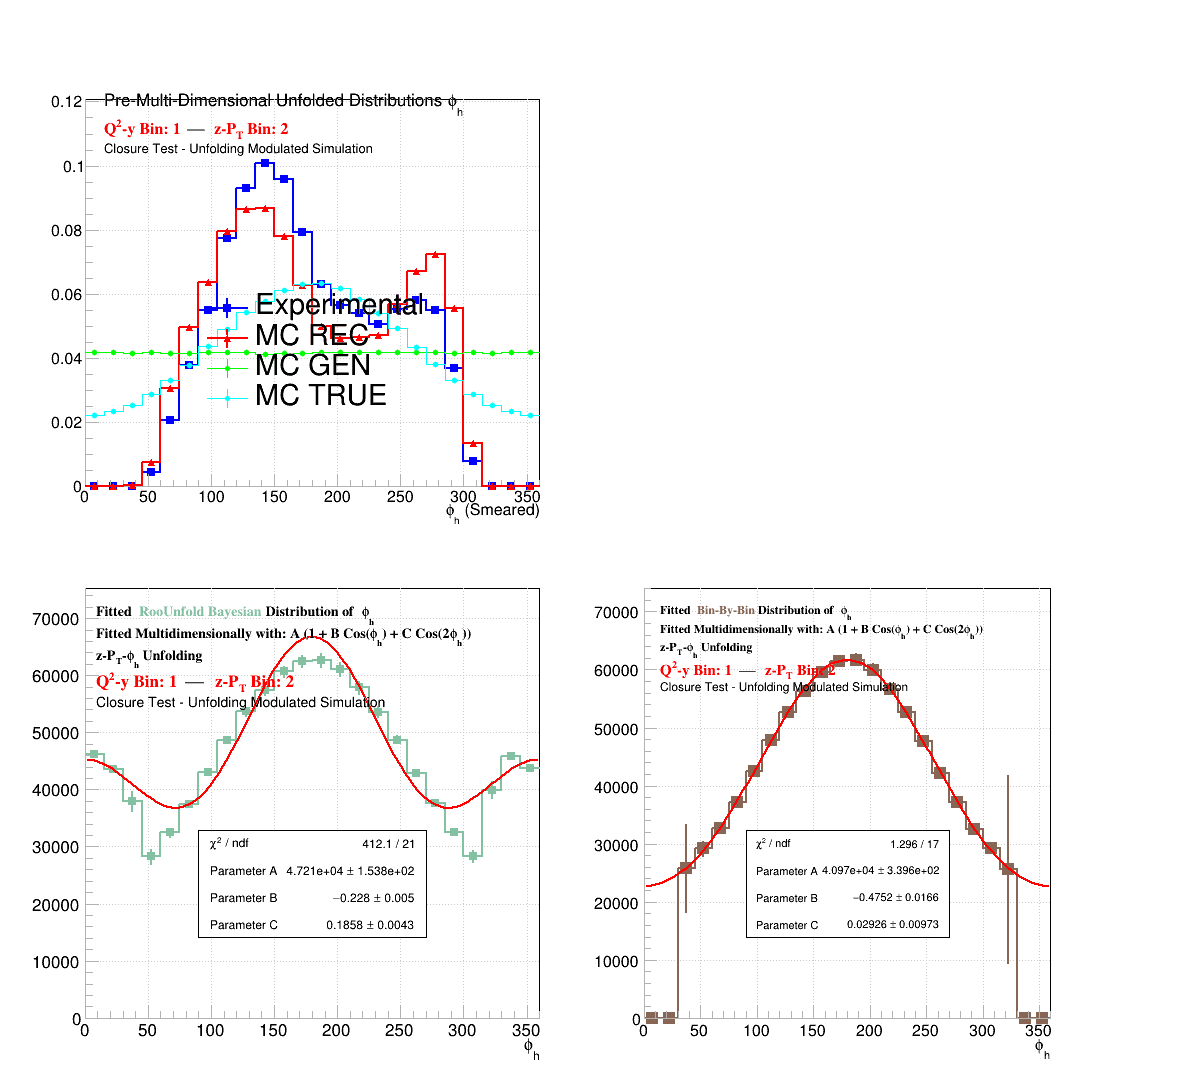 Pre-Multi-Dimensional Unfolded Distributions ϕh
Q²-y Bin: 1 — z-PT Bin: 2
Closure Test - Unfolding Modulated Simulation
0.12
0.1
0.08
0.06
0.04
0.02
0
Experimental
MC REC
MC GEN
MC TRUE
0 50 100 150 200 250 300 350
ϕh (Smeared)
Fitted RooUnfold Bayesian Distribution of ϕh
Fitted Multidimensionally with: A (1 + B Cos(ϕh) + C Cos(2ϕh))
z-PT-ϕh Unfolding
Q²-y Bin: 1 — z-PT Bin: 2
Closure Test - Unfolding Modulated Simulation
70000
60000
50000
40000
30000
20000
10000
0
χ² / ndf 412.1 / 21
Parameter A 4.721e+04 ± 1.538e+02
Parameter B −0.228 ± 0.005
Parameter C 0.1858 ± 0.0043
0 50 100 150 200 250 300 350
ϕh
Fitted Bin-By-Bin Distribution of ϕh
Fitted Multidimensionally with: A (1 + B Cos(ϕh) + C Cos(2ϕh))
z-PT-ϕh Unfolding
Q²-y Bin: 1 — z-PT Bin: 2
Closure Test - Unfolding Modulated Simulation
70000
60000
50000
40000
30000
20000
10000
0
χ² / ndf 1.296 / 17
Parameter A 4.097e+04 ± 3.396e+02
Parameter B −0.4752 ± 0.0166
Parameter C 0.02926 ± 0.00973
0 50 100 150 200 250 300 350
ϕh